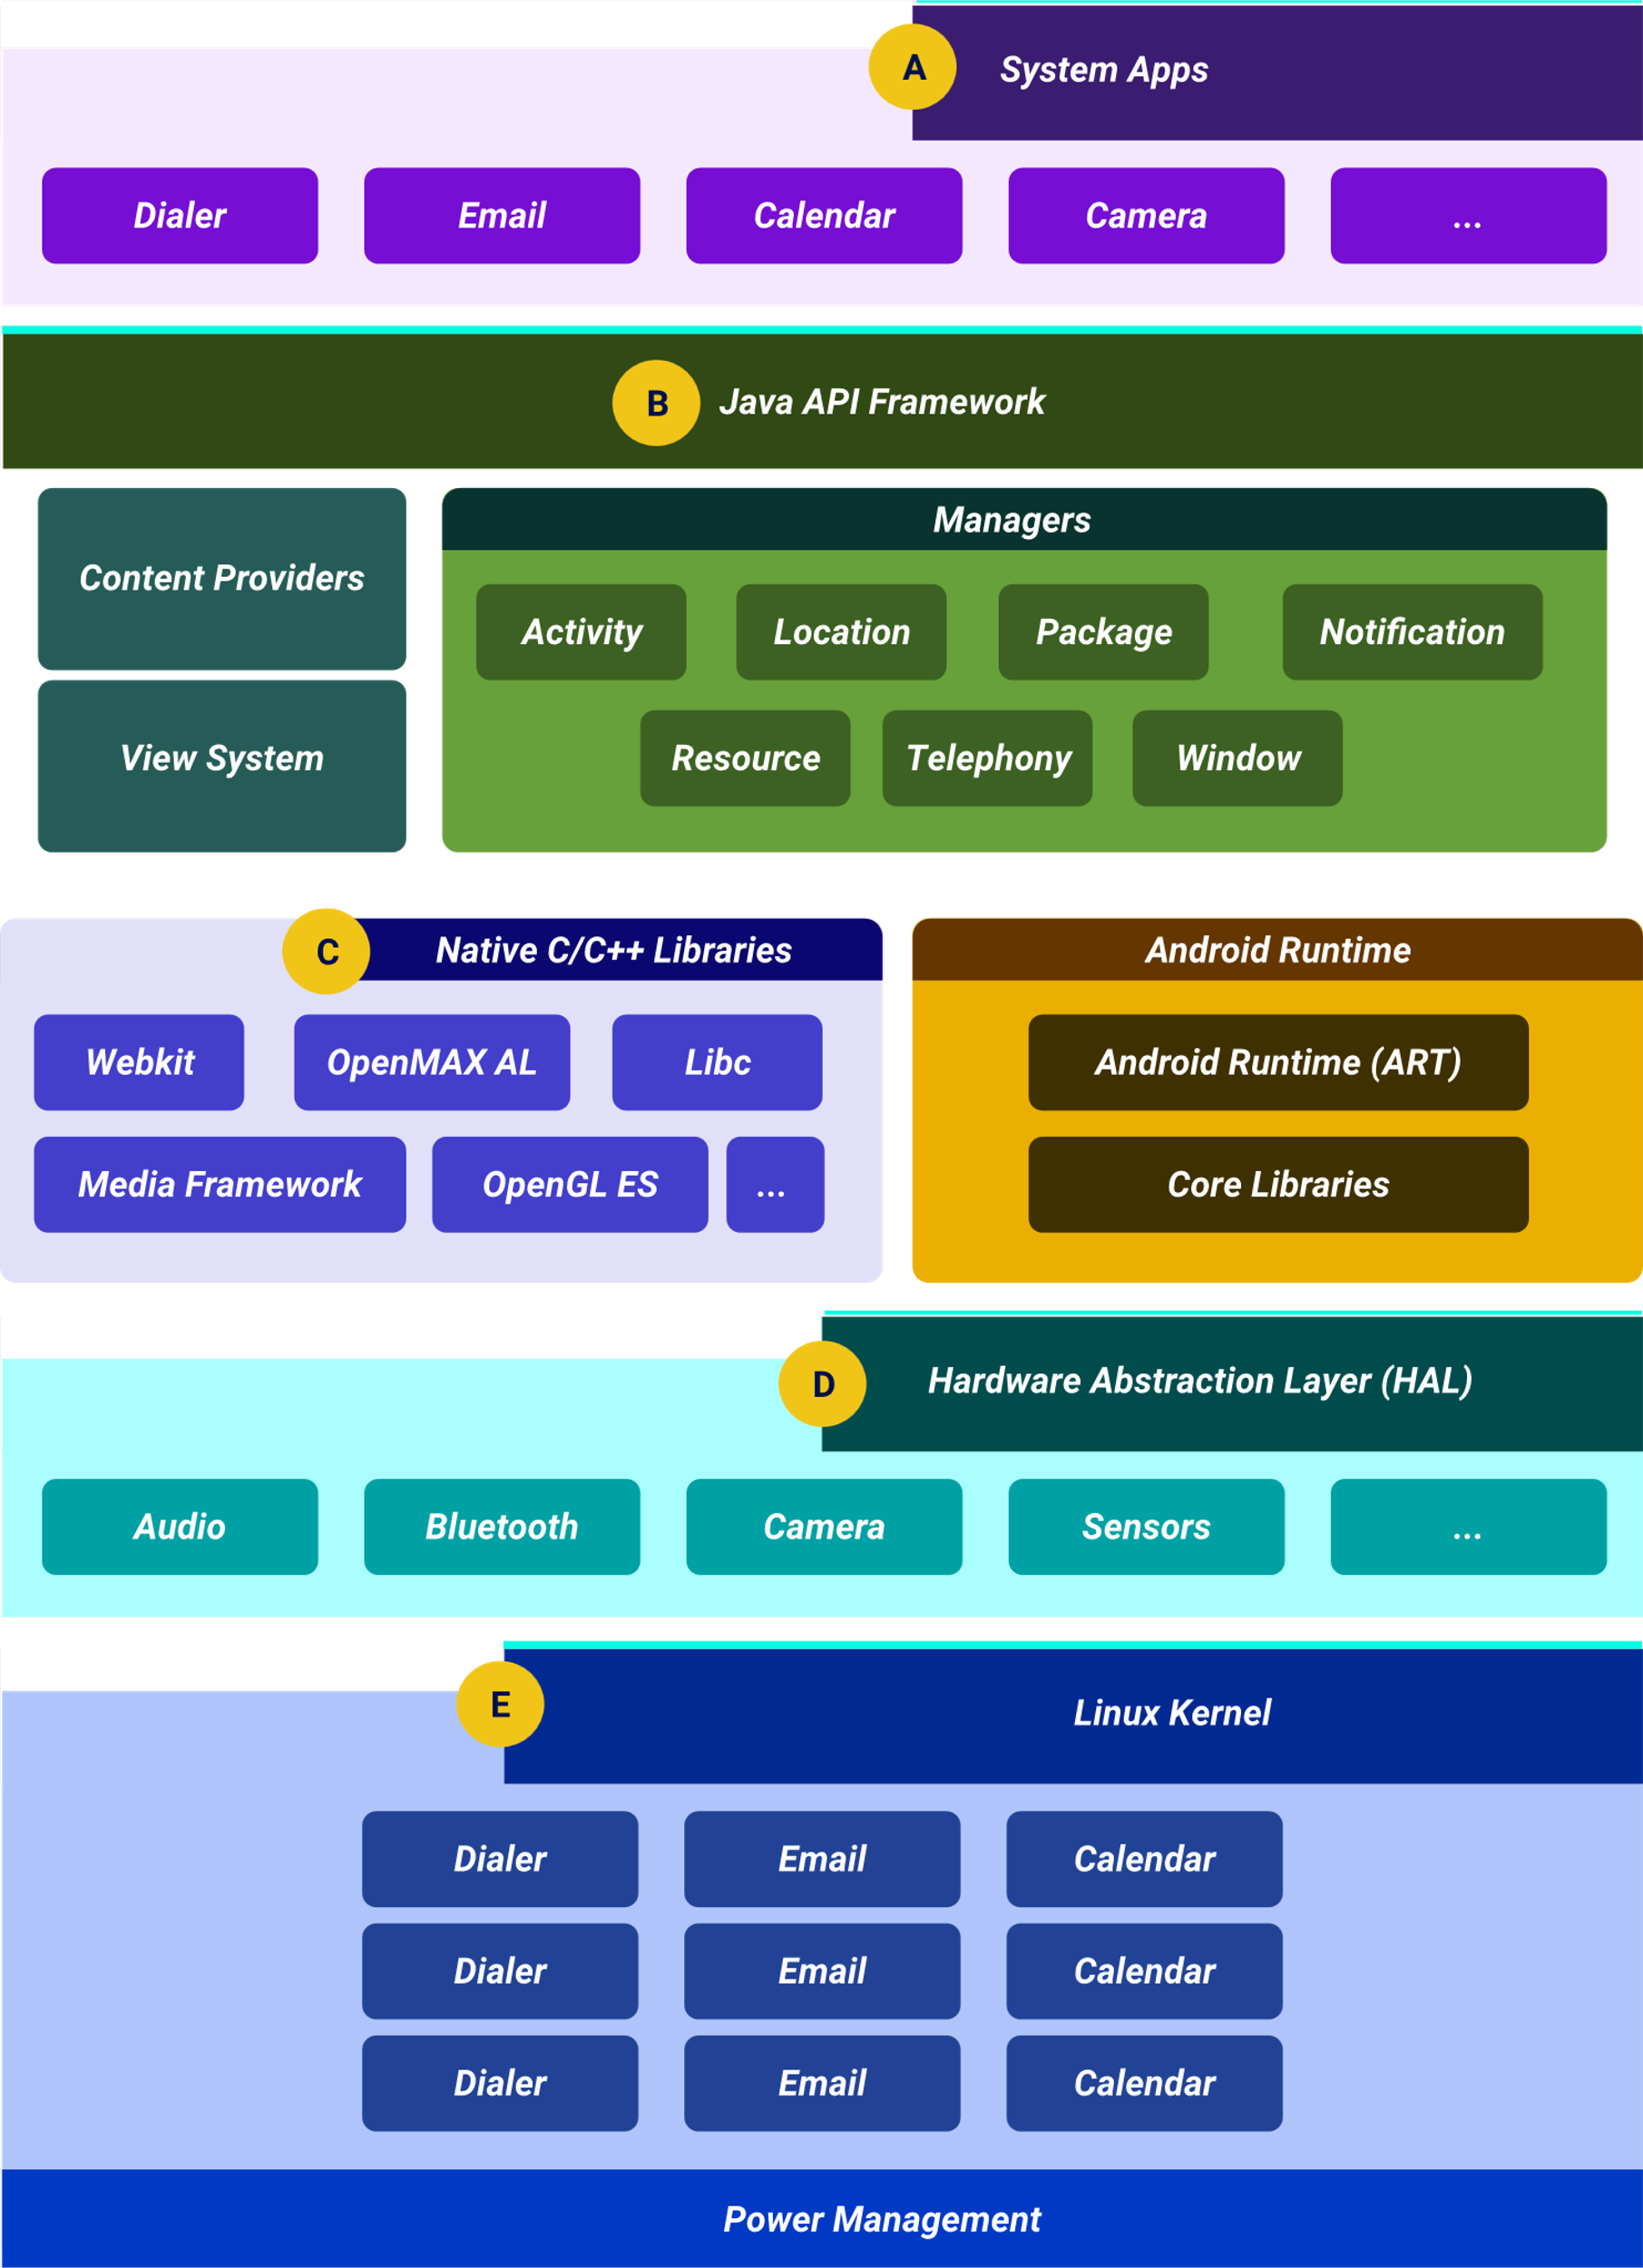 A
System Apps
Dialer
Email
Calendar
Camera
...
B
Java API Framework
Content Providers
View System
Managers
Activity
Location
Package
Notification
Resource
Telephony
Window
C
Native C/C++ Libraries
Webkit
OpenMAX AL
Libc
Media Framework
OpenGL ES
...
Android Runtime
Android Runtime (ART)
Core Libraries
D
Hardware Abstraction Layer (HAL)
Audio
Bluetooth
Camera
Sensors
...
E
Linux Kernel
Dialer
Email
Calendar
Dialer
Email
Calendar
Dialer
Email
Calendar
Power Management